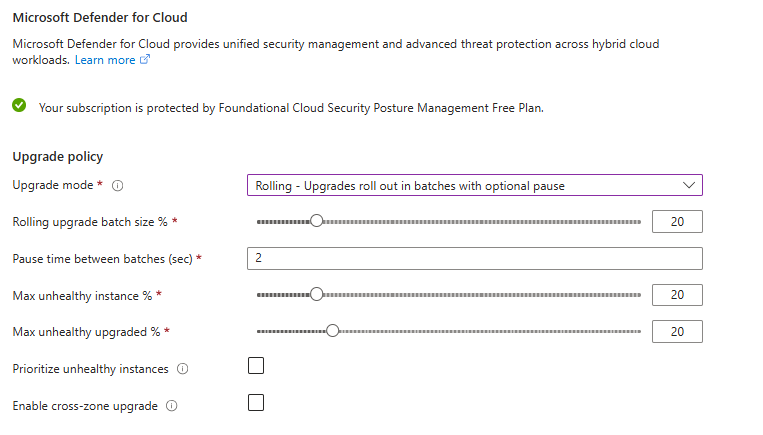 Microsoft Defender for Cloud
Microsoft Defender for Cloud provides unified security management and advanced threat protection across hybrid cloud
workloads. Learn more
Your subscription is protected by Foundational Cloud Security Posture Management Free Plan.
Upgrade policy
Upgrade mode * Rolling - Upgrades roll out in batches with optional pause
Rolling upgrade batch size % * 20
Pause time between batches (sec) * 2
Max unhealthy instance % * 20
Max unhealthy upgraded % * 20
Prioritize unhealthy instances
Enable cross-zone upgrade